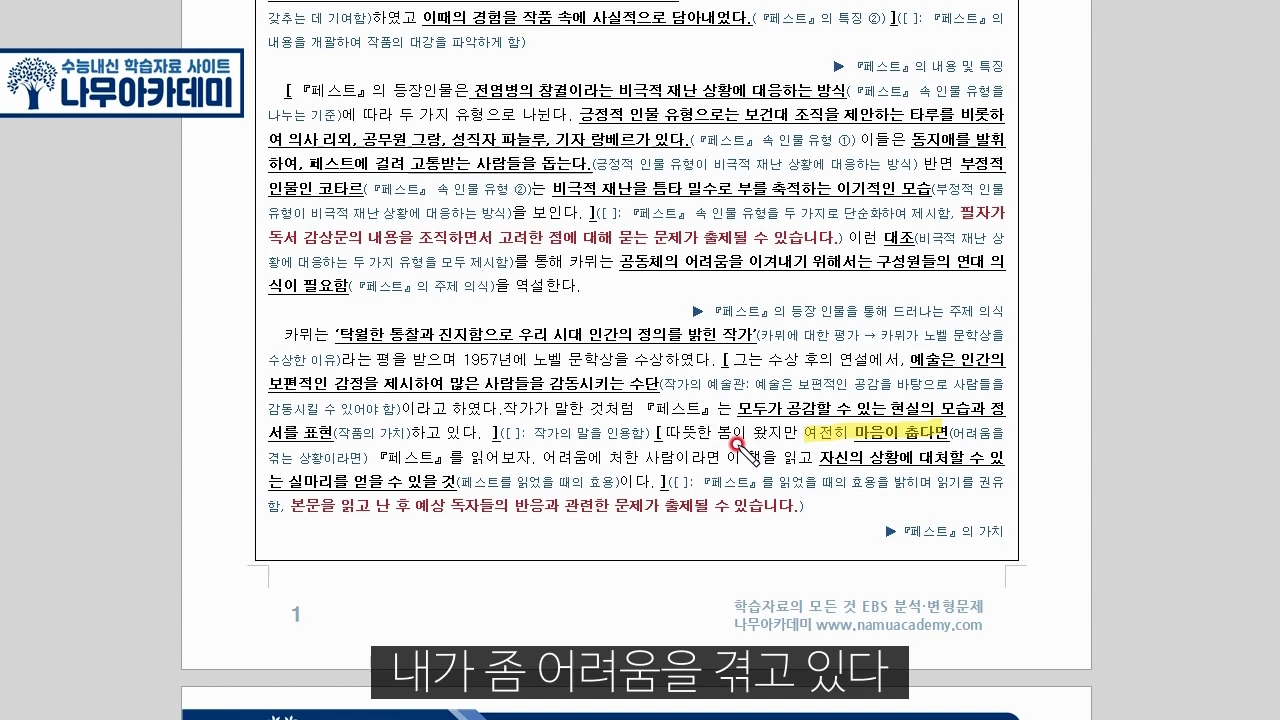 갖추는 데 기여함)하였고 이때의 경험을 작품 속에 사실적으로 담아내었다.(『페스트』의 특징 ②) ]([ ]: 『페스트』의
내용을 개괄하여 작품의 대강을 파악하게 함)
수능내신 학습자료 사이트
나무아카데미
▶ 『페스트』의 내용 및 특징
[ 『페스트』의 등장인물은 전염병의 창궐이라는 비극적 재난 상황에 대응하는 방식(『페스트』 속 인물 유형을
나누는 기준)에 따라 두 가지 유형으로 나뉜다. 긍정적 인물 유형으로는 보건대 조직을 제안하는 타루를 비롯하
여 의사 리외, 공무원 그랑, 성직자 파늘루, 기자 랑베르가 있다.(『페스트』 속 인물 유형 ①) 이들은 동지애를 발휘
하여, 페스트에 걸려 고통받는 사람들을 돕는다.(긍정적 인물 유형이 비극적 재난 상황에 대응하는 방식) 반면 부정적
인물인 코타르(『페스트』 속 인물 유형 ②)는 비극적 재난을 틈타 밀수로 부를 축적하는 이기적인 모습(부정적 인물
유형이 비극적 재난 상황에 대응하는 방식)을 보인다. ]([ ]: 『페스트』 속 인물 유형을 두 가지로 단순화하여 제시함, 필자가
독서 감상문의 내용을 조직하면서 고려한 점에 대해 묻는 문제가 출제될 수 있습니다.) 이런 대조(비극적 재난 상
황에 대응하는 두 가지 유형을 모두 제시함)를 통해 카뮈는 공동체의 어려움을 이겨내기 위해서는 구성원들의 연대 의
식이 필요함(『페스트』의 주제 의식)을 역설한다.
▶ 『페스트』의 등장 인물을 통해 드러나는 주제 의식
카뮈는 ‘탁월한 통찰과 진지함으로 우리 시대 인간의 정의를 밝힌 작가’(카뮈에 대한 평가 → 카뮈가 노벨 문학상을
수상한 이유)라는 평을 받으며 1957년에 노벨 문학상을 수상하였다. [ 그는 수상 후의 연설에서, 예술은 인간의
보편적인 감정을 제시하여 많은 사람들을 감동시키는 수단(작가의 예술관: 예술은 보편적인 공감을 바탕으로 사람들을
감동시킬 수 있어야 함)이라고 하였다.작가가 말한 것처럼 『페스트』는 모두가 공감할 수 있는 현실의 모습과 정
서를 표현(작품의 가치)하고 있다. ]([ ]: 작가의 말을 인용함) [ 따뜻한 봄이 왔지만 여전히 마음이 춥다면(어려움을
겪는 상황이라면) 『페스트』를 읽어보자. 어려움에 처한 사람이라면 이 책을 읽고 자신의 상황에 대처할 수 있
는 실마리를 얻을 수 있을 것(페스트를 읽었을 때의 효용)이다. ]([ ]: 『페스트』를 읽었을 때의 효용을 밝히며 읽기를 권유
함, 본문을 읽고 난 후 예상 독자들의 반응과 관련한 문제가 출제될 수 있습니다.)
▶ 『페스트』의 가치
1
학습자료의 모든 것 EBS 분석·변형문제
나무아카데미 www.namuacademy.com
내가 좀 어려움을 겪고 있다